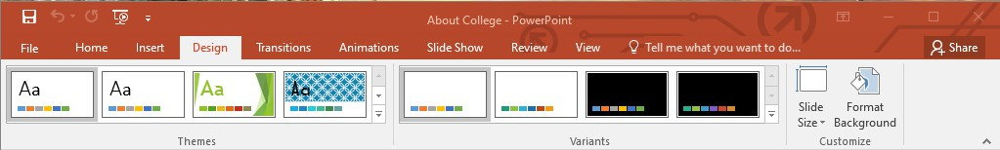 About College - PowerPoint
File Home Insert Design Transitions Animations Slide Show Review View Tell me what you want to do... Share
Aa Aa Aa Aa
Slide Size Format Background
Themes Variants Customize